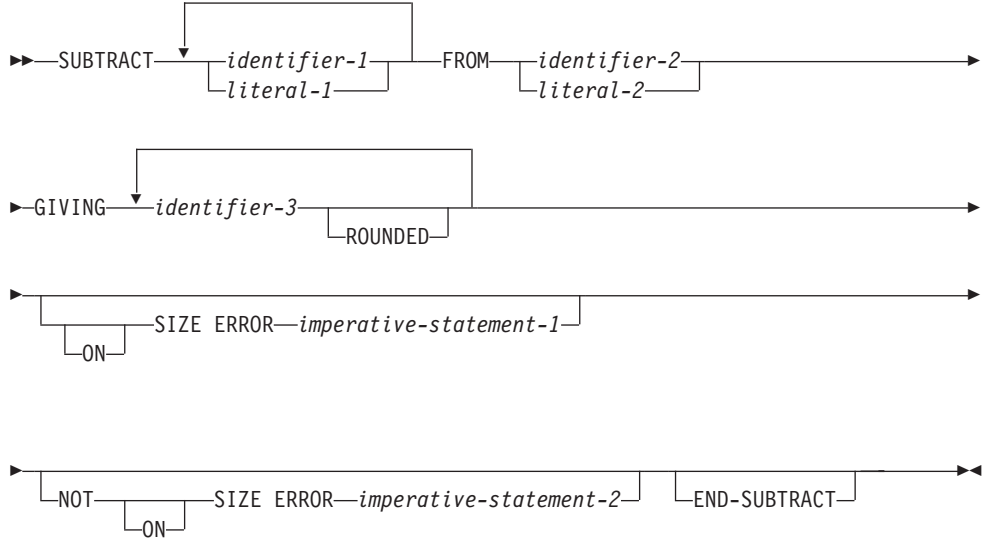 SUBTRACT identifier-1 FROM identifier-2
literal-1 literal-2
GIVING identifier-3
ROUNDED
SIZE ERROR imperative-statement-1
ON
NOT SIZE ERROR imperative-statement-2 END-SUBTRACT
ON